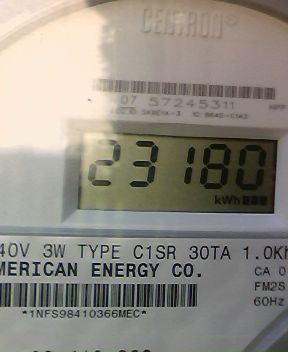 CENTRON®
07 57245311
23180
kWh
40V 3W TYPE C1SR 30TA 1.0Kh
MERICAN ENERGY CO.
CA 0
FM2S
60Hz
*1NFS98410366MEC*